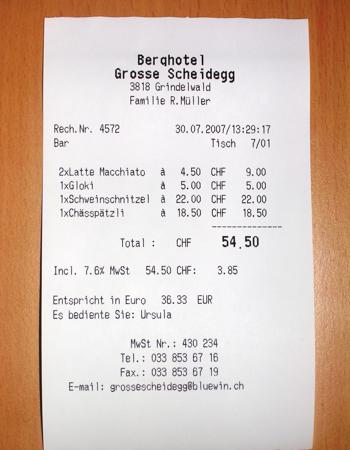 Berghotel
Grosse Scheidegg
3818 Grindelwald
Familie R.Müller
Rech.Nr. 4572 30.07.2007/13:29:17
Bar Tisch 7/01
2xLatte Macchiato à 4.50 CHF 9.00
1xGloki à 5.00 CHF 5.00
1xSchweinschnitzel à 22.00 CHF 22.00
1xChässpätzli à 18.50 CHF 18.50
Total : CHF 54.50
Incl. 7.6% MwSt 54.50 CHF: 3.85
Entspricht in Euro 36.33 EUR
Es bediente Sie: Ursula
MwSt Nr.: 430 234
Tel.: 033 853 67 16
Fax.: 033 853 67 19
E-mail: grossescheidegg@bluewin.ch